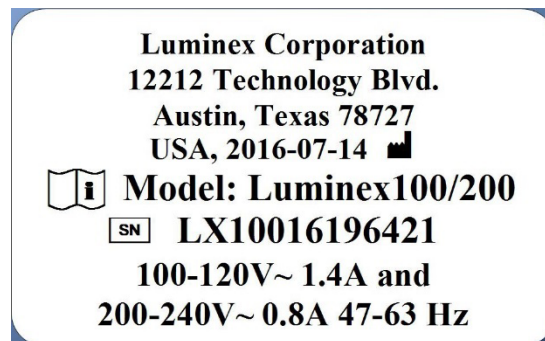 Luminex Corporation
12212 Technology Blvd.
Austin, Texas 78727
USA, 2016-07-14
i Model: Luminex100/200
SN LX10016196421
100-120V~ 1.4A and
200-240V~ 0.8A 47-63 Hz